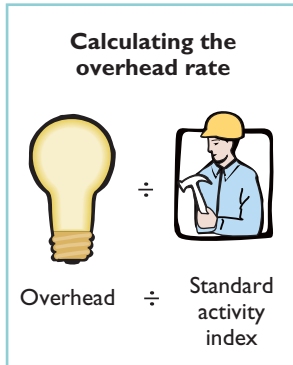 Calculating the
overhead rate
÷
Overhead ÷ Standard
activity
index